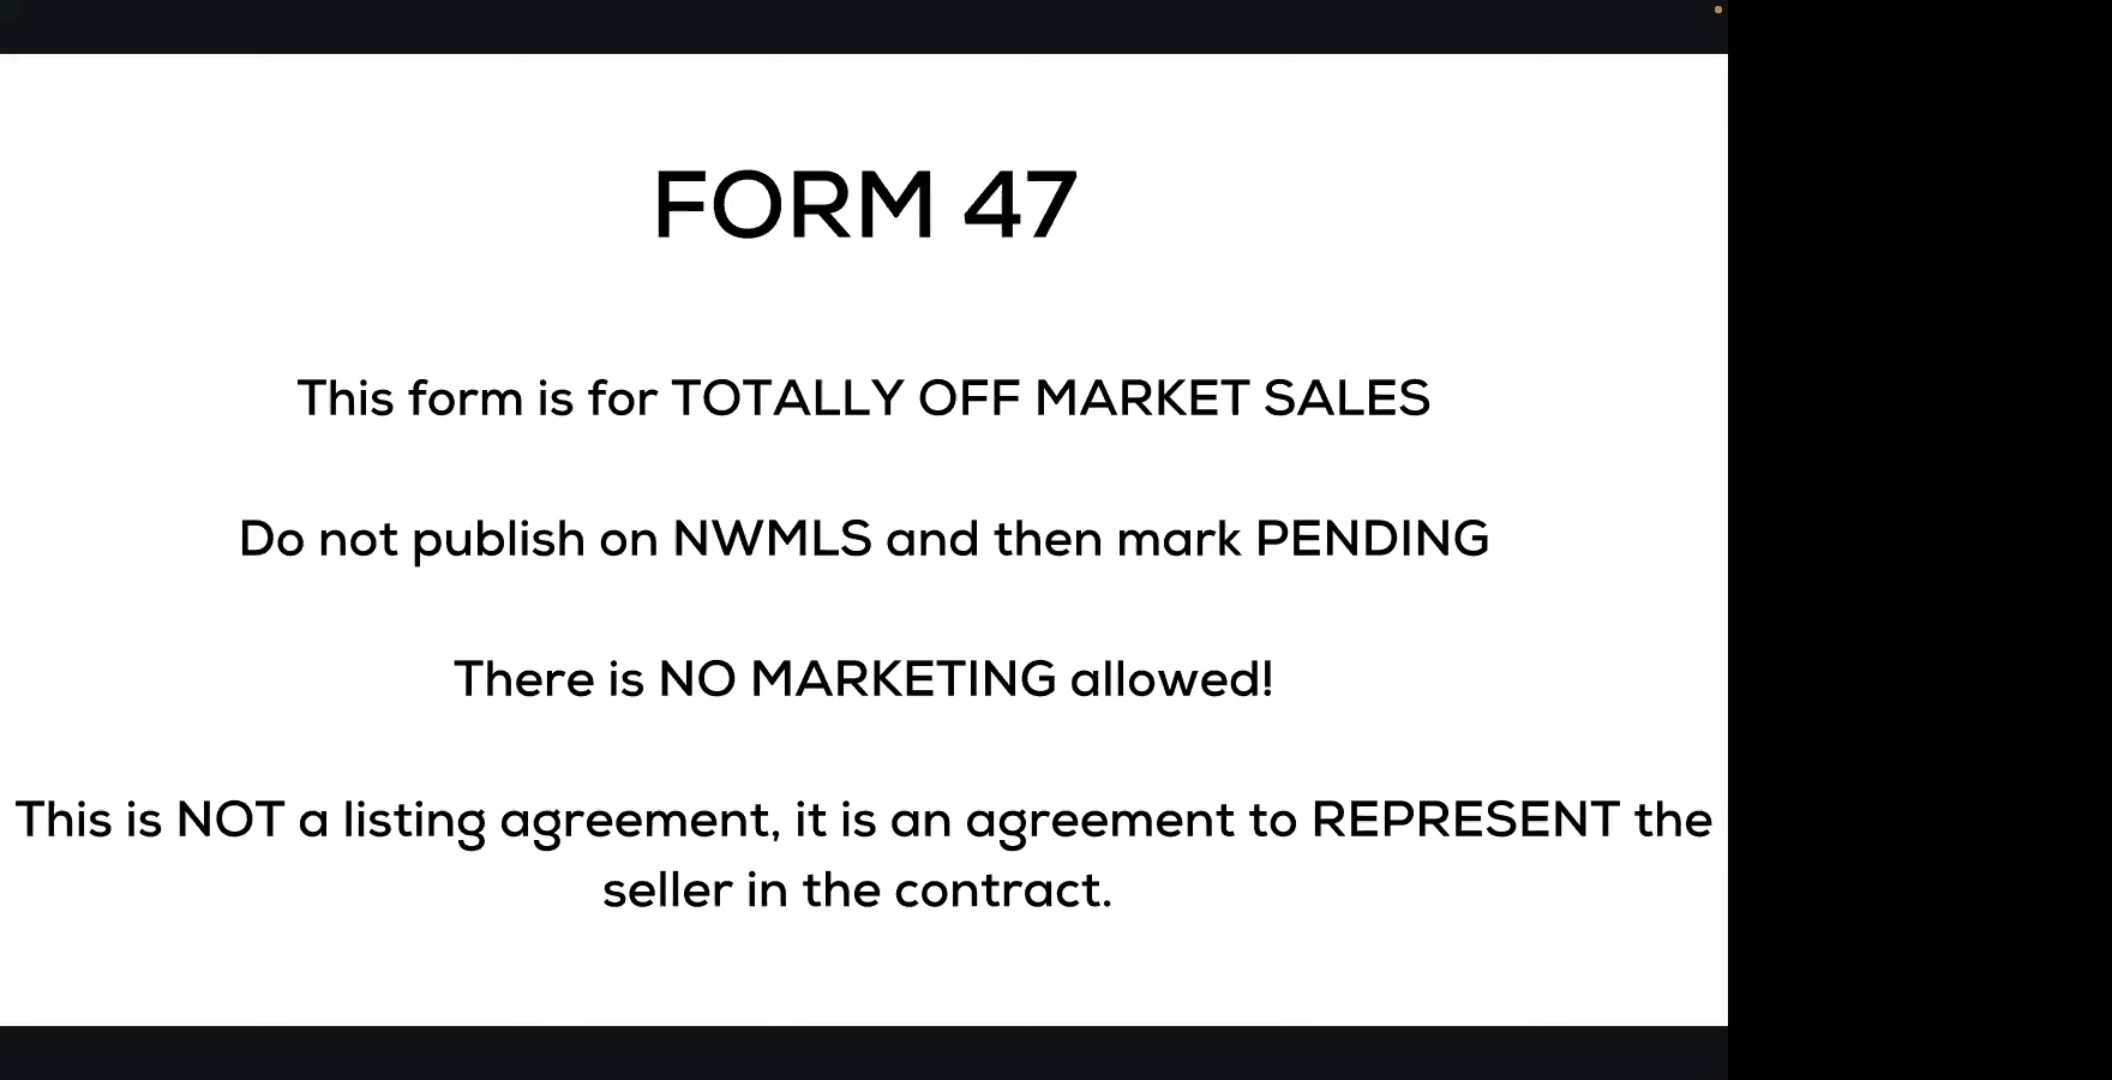 FORM 47
This form is for TOTALLY OFF MARKET SALES
Do not publish on NWMLS and then mark PENDING
There is NO MARKETING allowed!
This is NOT a listing agreement, it is an agreement to REPRESENT the
seller in the contract.